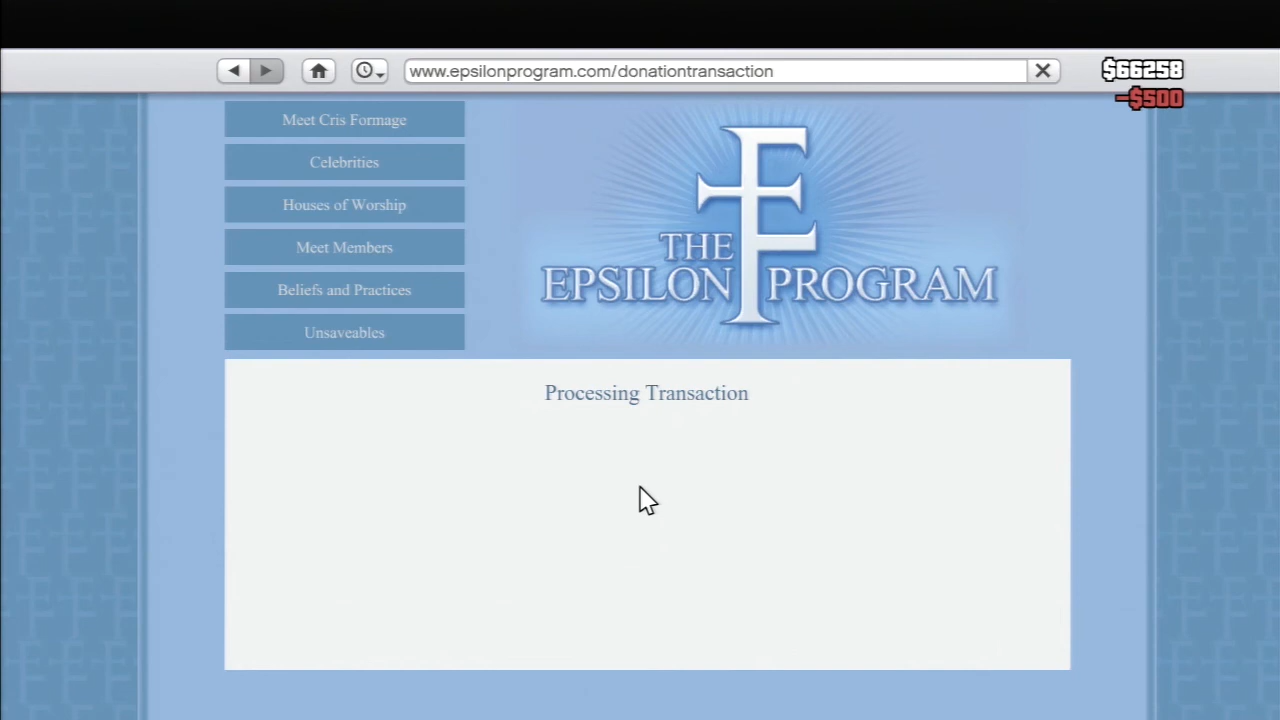 www.epsilonprogram.com/donationtransaction
$66258
-$500
Meet Cris Formage
Celebrities
Houses of Worship
Meet Members
Beliefs and Practices
Unsaveables
THE
EPSILON PROGRAM
Processing Transaction